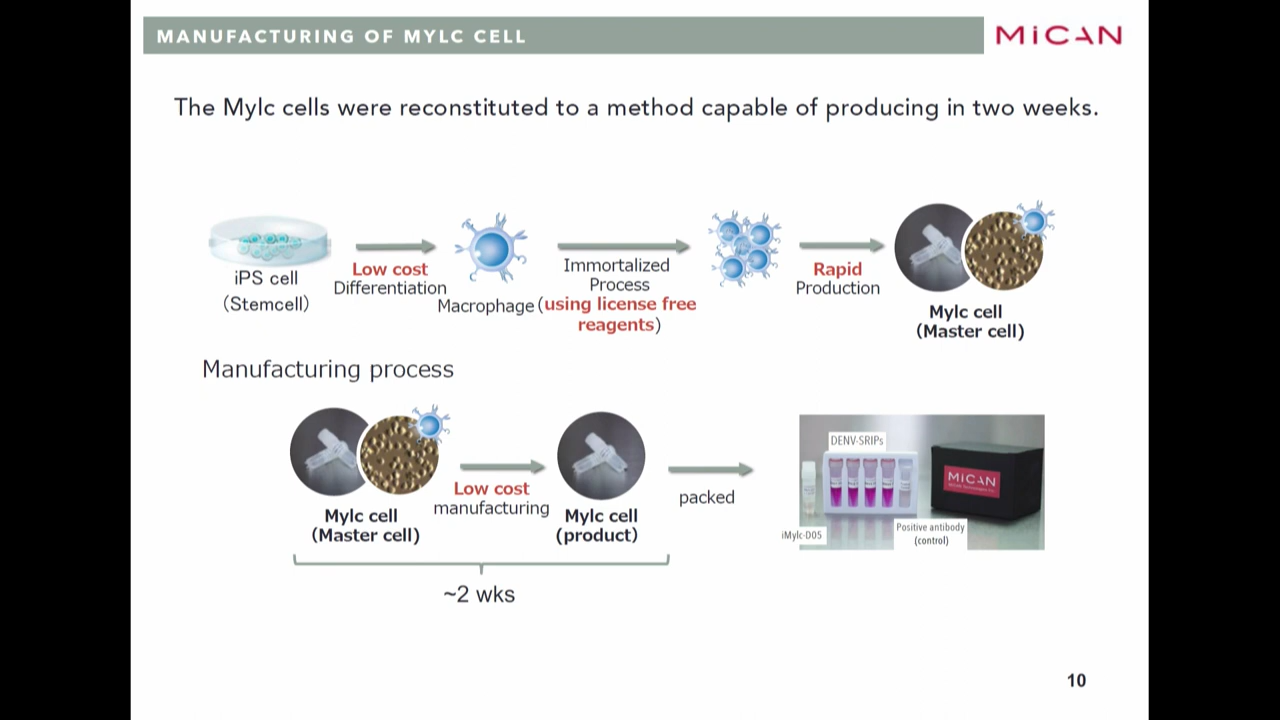 MANUFACTURING OF MYLC CELL
MiCAN
The Mylc cells were reconstituted to a method capable of producing in two weeks.
iPS cell
(Stemcell)
Low cost
Differentiation
Macrophage
Immortalized
Process
(using license free
reagents)
Rapid
Production
Mylc cell
(Master cell)
Manufacturing process
Mylc cell
(Master cell)
Low cost
manufacturing
Mylc cell
(product)
packed
~2 wks
DENV-SRIPs
MiCAN
iMylc-D05
Positive antibody
(control)
10